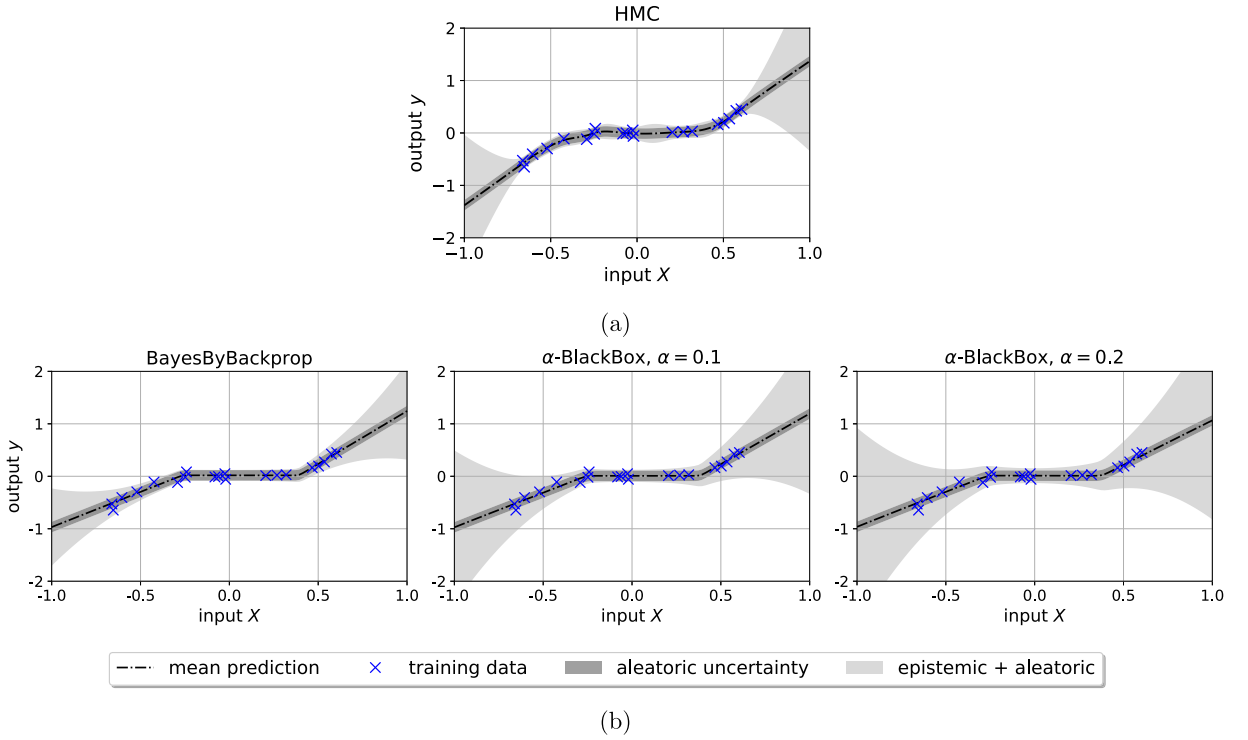 HMC
2
1
0
-1
-2
output y
-1.0 -0.5 0.0 0.5 1.0
input X
(a)
BayesByBackprop
2
1
0
-1
-2
output y
-1.0 -0.5 0.0 0.5 1.0
input X
α-BlackBox, α = 0.1
2
1
0
-1
-2
-1.0 -0.5 0.0 0.5 1.0
input X
α-BlackBox, α = 0.2
2
1
0
-1
-2
-1.0 -0.5 0.0 0.5 1.0
input X
mean prediction training data aleatoric uncertainty epistemic + aleatoric
(b)